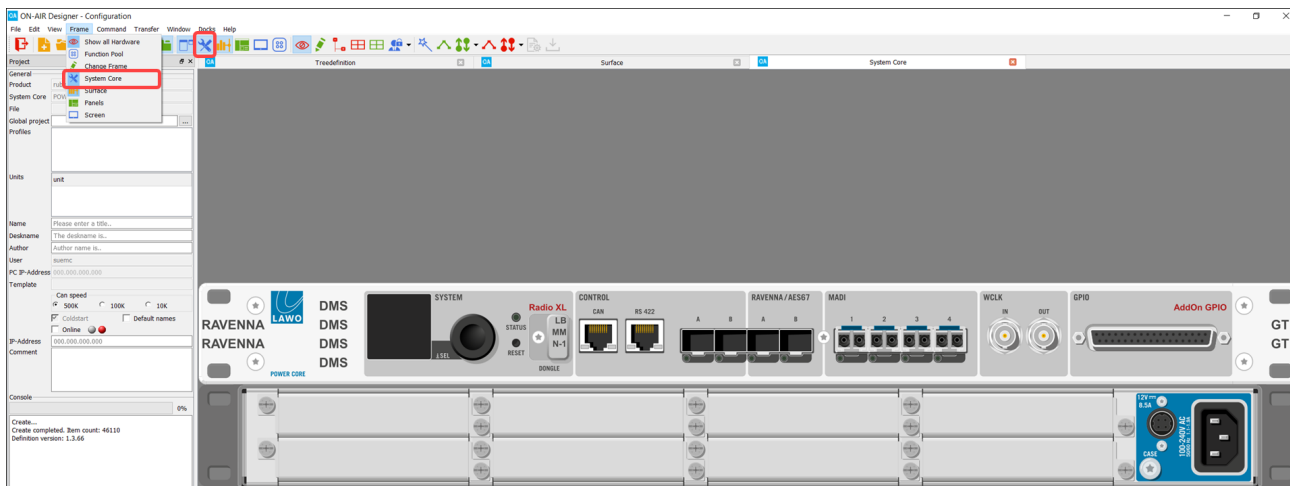 OA ON-AIR Designer - Configuration
File Edit View Frame Command Transfer Window Docks Help
Show all Hardware
Function Pool
Change Frame
System Core
Surface
Panels
Screen
Project
OA Treedefinition
OA Surface
OA System Core
General
Product
System Core
File
Global project ...
Profiles
Units unit
Name Please enter a title..
Deskname The deskname is..
Author Author name is..
User suemc
PC IP-Address 000.000.000.000
Template
Can speed
500K 100K 10K
Coldstart Default names
Online
IP-Address 000.000.000.000
Comment
Console
0%
Create...
Create completed. Item count: 46110
Definition version: 1.3.66
LAWO
POWER CORE
RAVENNA
RAVENNA
DMS
DMS
DMS
DMS
SYSTEM
↓SEL
STATUS
RESET
Radio XL
LB
MM
N-1
DONGLE
CONTROL
CAN RS 422
RAVENNA / AES67
A B A B
MADI
1 2 3 4
WCLK
IN OUT
GPIO
AddOn GPIO
GT
GT
12V
8.5A
100-240V AC
CASE